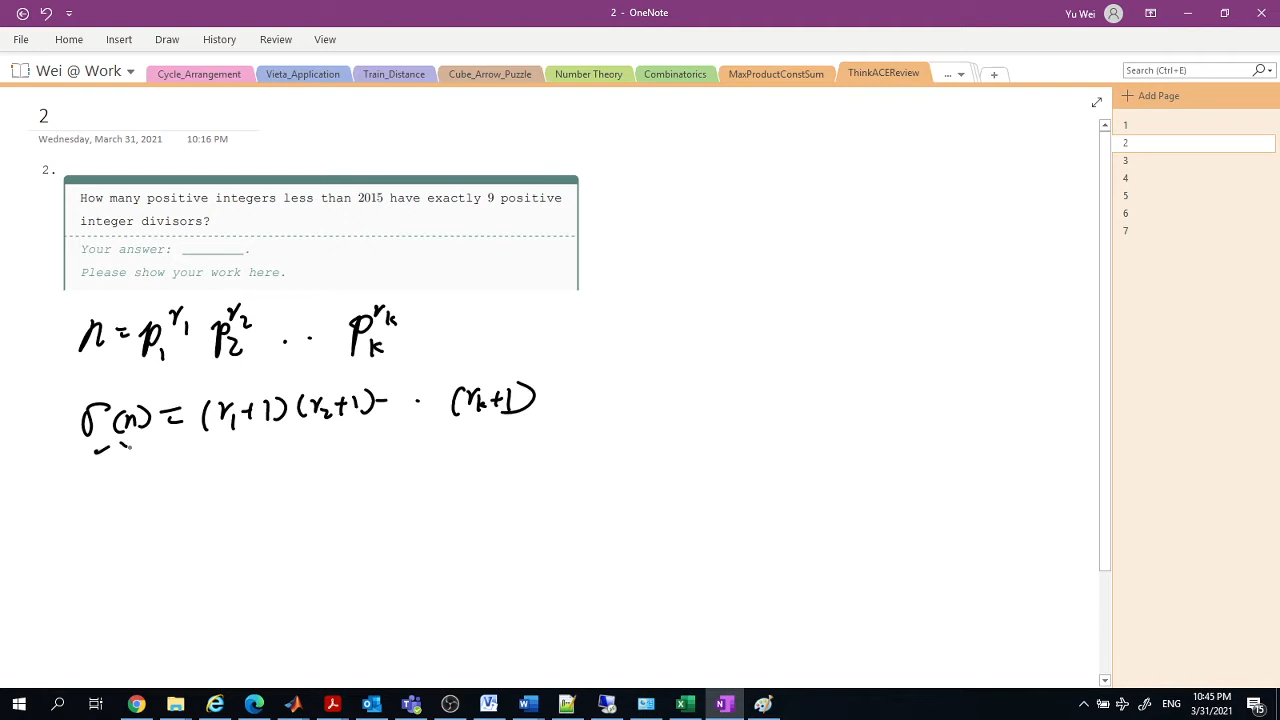 2 - OneNote
Yu Wei
File Home Insert Draw History Review View
Wei @ Work
Cycle_Arrangement Vieta_Application Train_Distance Cube_Arrow_Puzzle Number Theory Combinatorics MaxProductConstSum ThinkACEReview ...
Search (Ctrl+E)
Add Page
1
2
3
4
5
6
7
2
Wednesday, March 31, 2021 10:16 PM
2.
How many positive integers less than 2015 have exactly 9 positive
integer divisors?
Your answer: ________.
Please show your work here.
n = p₁^r₁ p₂^r₂ . . p_k^r_k
σ(n) = (r₁+1)(r₂+1)- . (r_k+1)
ENG
10:45 PM
3/31/2021
15